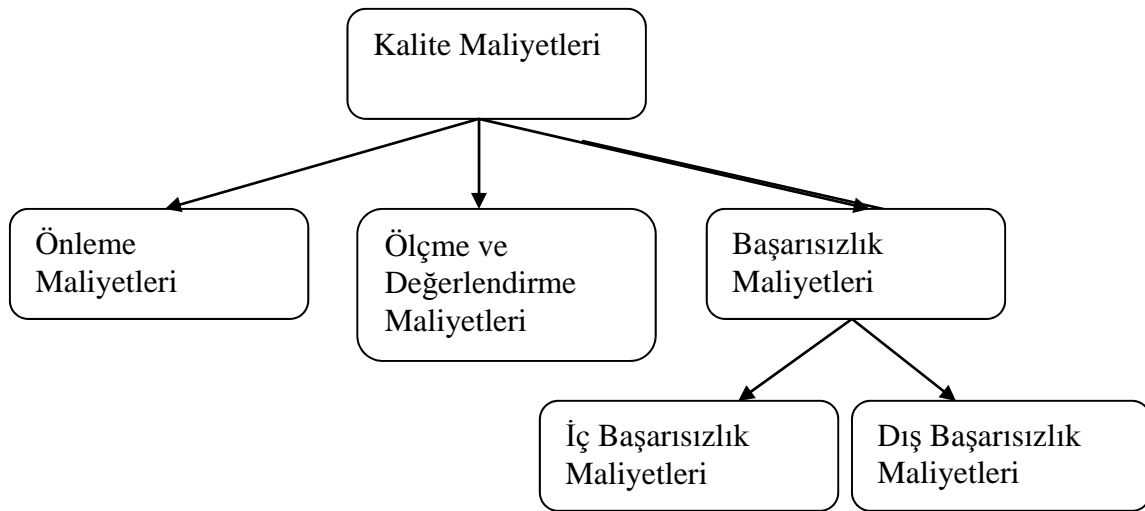 Kalite Maliyetleri
Önleme
Maliyetleri
Ölçme ve
Değerlendirme
Maliyetleri
Başarısızlık
Maliyetleri
İç Başarısızlık
Maliyetleri
Dış Başarısızlık
Maliyetleri